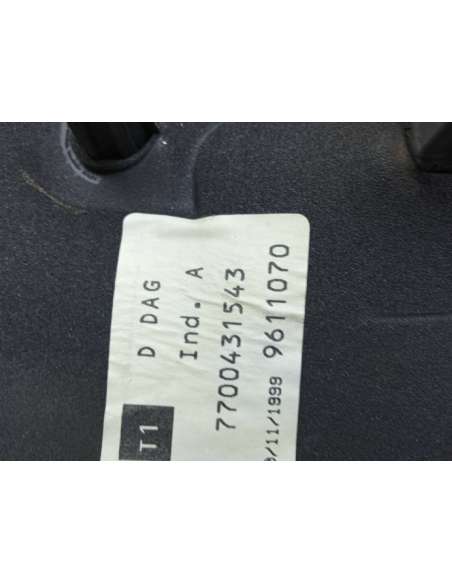 D DAG
Ind. A
7700431543
9611070
T1
/11/1999